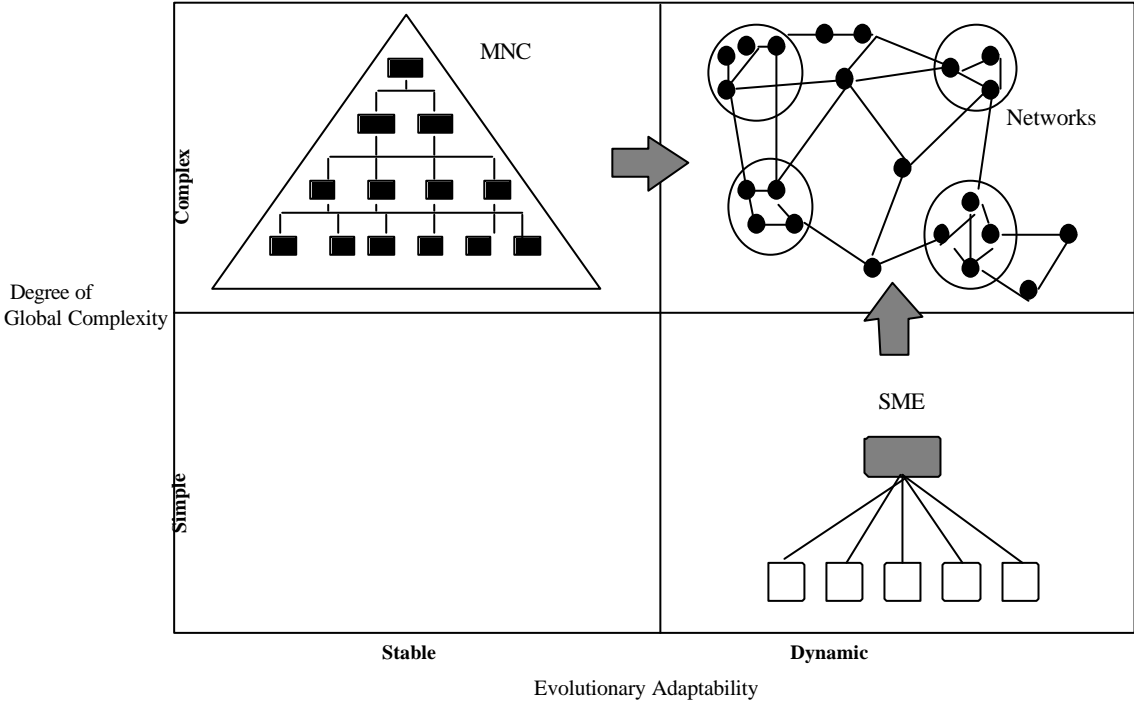 MNC
Networks
Complex
Degree of
Global Complexity
SME
Simple
Stable
Dynamic
Evolutionary Adaptability